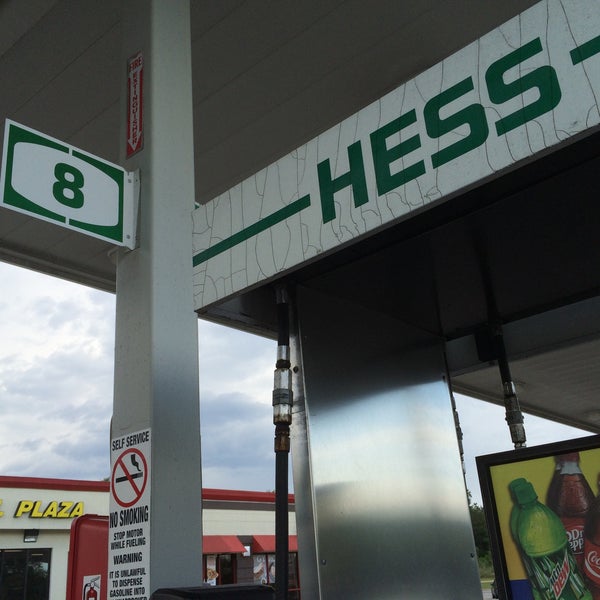 FIRE EXTINGUISHER
HESS
8
SELF SERVICE
NO SMOKING
STOP MOTOR
WHILE FUELING
WARNING
IT IS UNLAWFUL
TO DISPENSE
GASOLINE INTO
PLAZA
Dr